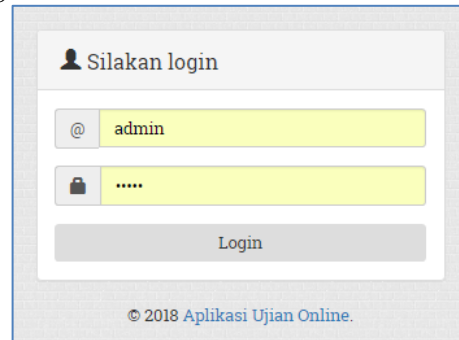 Silakan login
@ admin
•••••
Login
© 2018 Aplikasi Ujian Online.